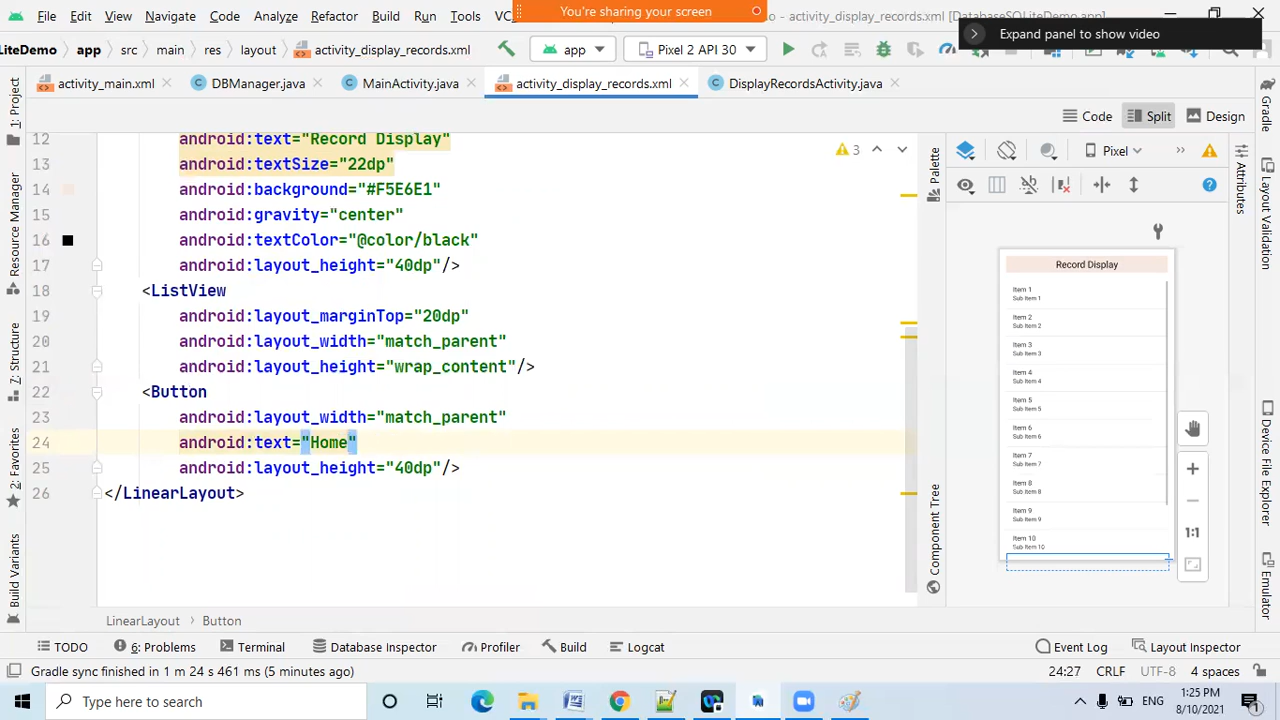 File Edit View Navigate Code Analyze Refactor Build Run Tools
You're sharing your screen
- activity_display_records.xml [DatabaseSQLiteDemo.app]
Expand panel to show video
LiteDemo app src main res layout activity_display_records.xml
app Pixel 2 API 30
activity_main.xml DBManager.java MainActivity.java activity_display_records.xml DisplayRecordsActivity.java
Code Split Design
12 android:text="Record Display"
13 android:textSize="22dp"
14 android:background="#F5E6E1"
15 android:gravity="center"
16 android:textColor="@color/black"
17 android:layout_height="40dp"/>
18 <ListView
19 android:layout_marginTop="20dp"
20 android:layout_width="match_parent"
21 android:layout_height="wrap_content"/>
22 <Button
23 android:layout_width="match_parent"
24 android:text="Home"
25 android:layout_height="40dp"/>
26 </LinearLayout>
3
LinearLayout › Button
1: Project
Resource Manager
Z: Structure
2: Favorites
Build Variants
Palette
Component Tree
Pixel
Record Display
Item 1
Sub Item 1
Item 2
Sub Item 2
Item 3
Sub Item 3
Item 4
Sub Item 4
Item 5
Sub Item 5
Item 6
Sub Item 6
Item 7
Sub Item 7
Item 8
Sub Item 8
Item 9
Sub Item 9
Item 10
Sub Item 10
1:1
Attributes
Gradle
Layout Validation
Device File Explorer
Emulator
TODO 6: Problems Terminal Database Inspector Profiler Build Logcat Event Log Layout Inspector
Gradle sync finished in 1 m 24 s 461 ms (5 minutes ago) 24:27 CRLF UTF-8 4 spaces
Type here to search
ENG
1:25 PM
8/10/2021
1